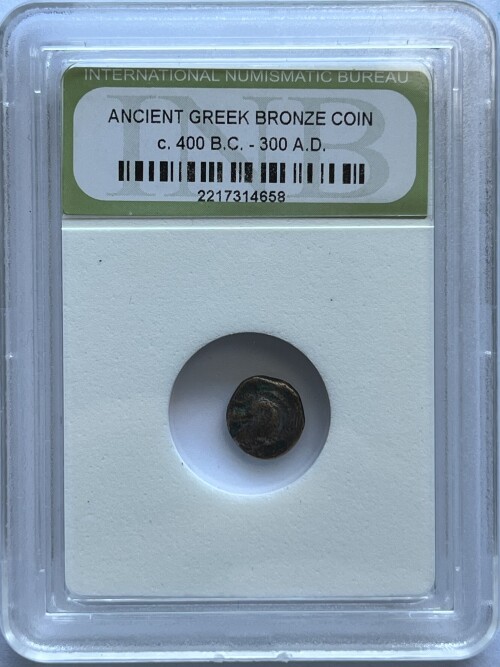 INTERNATIONAL NUMISMATIC BUREAU
INB
ANCIENT GREEK BRONZE COIN
c. 400 B.C. - 300 A.D.
2217314658